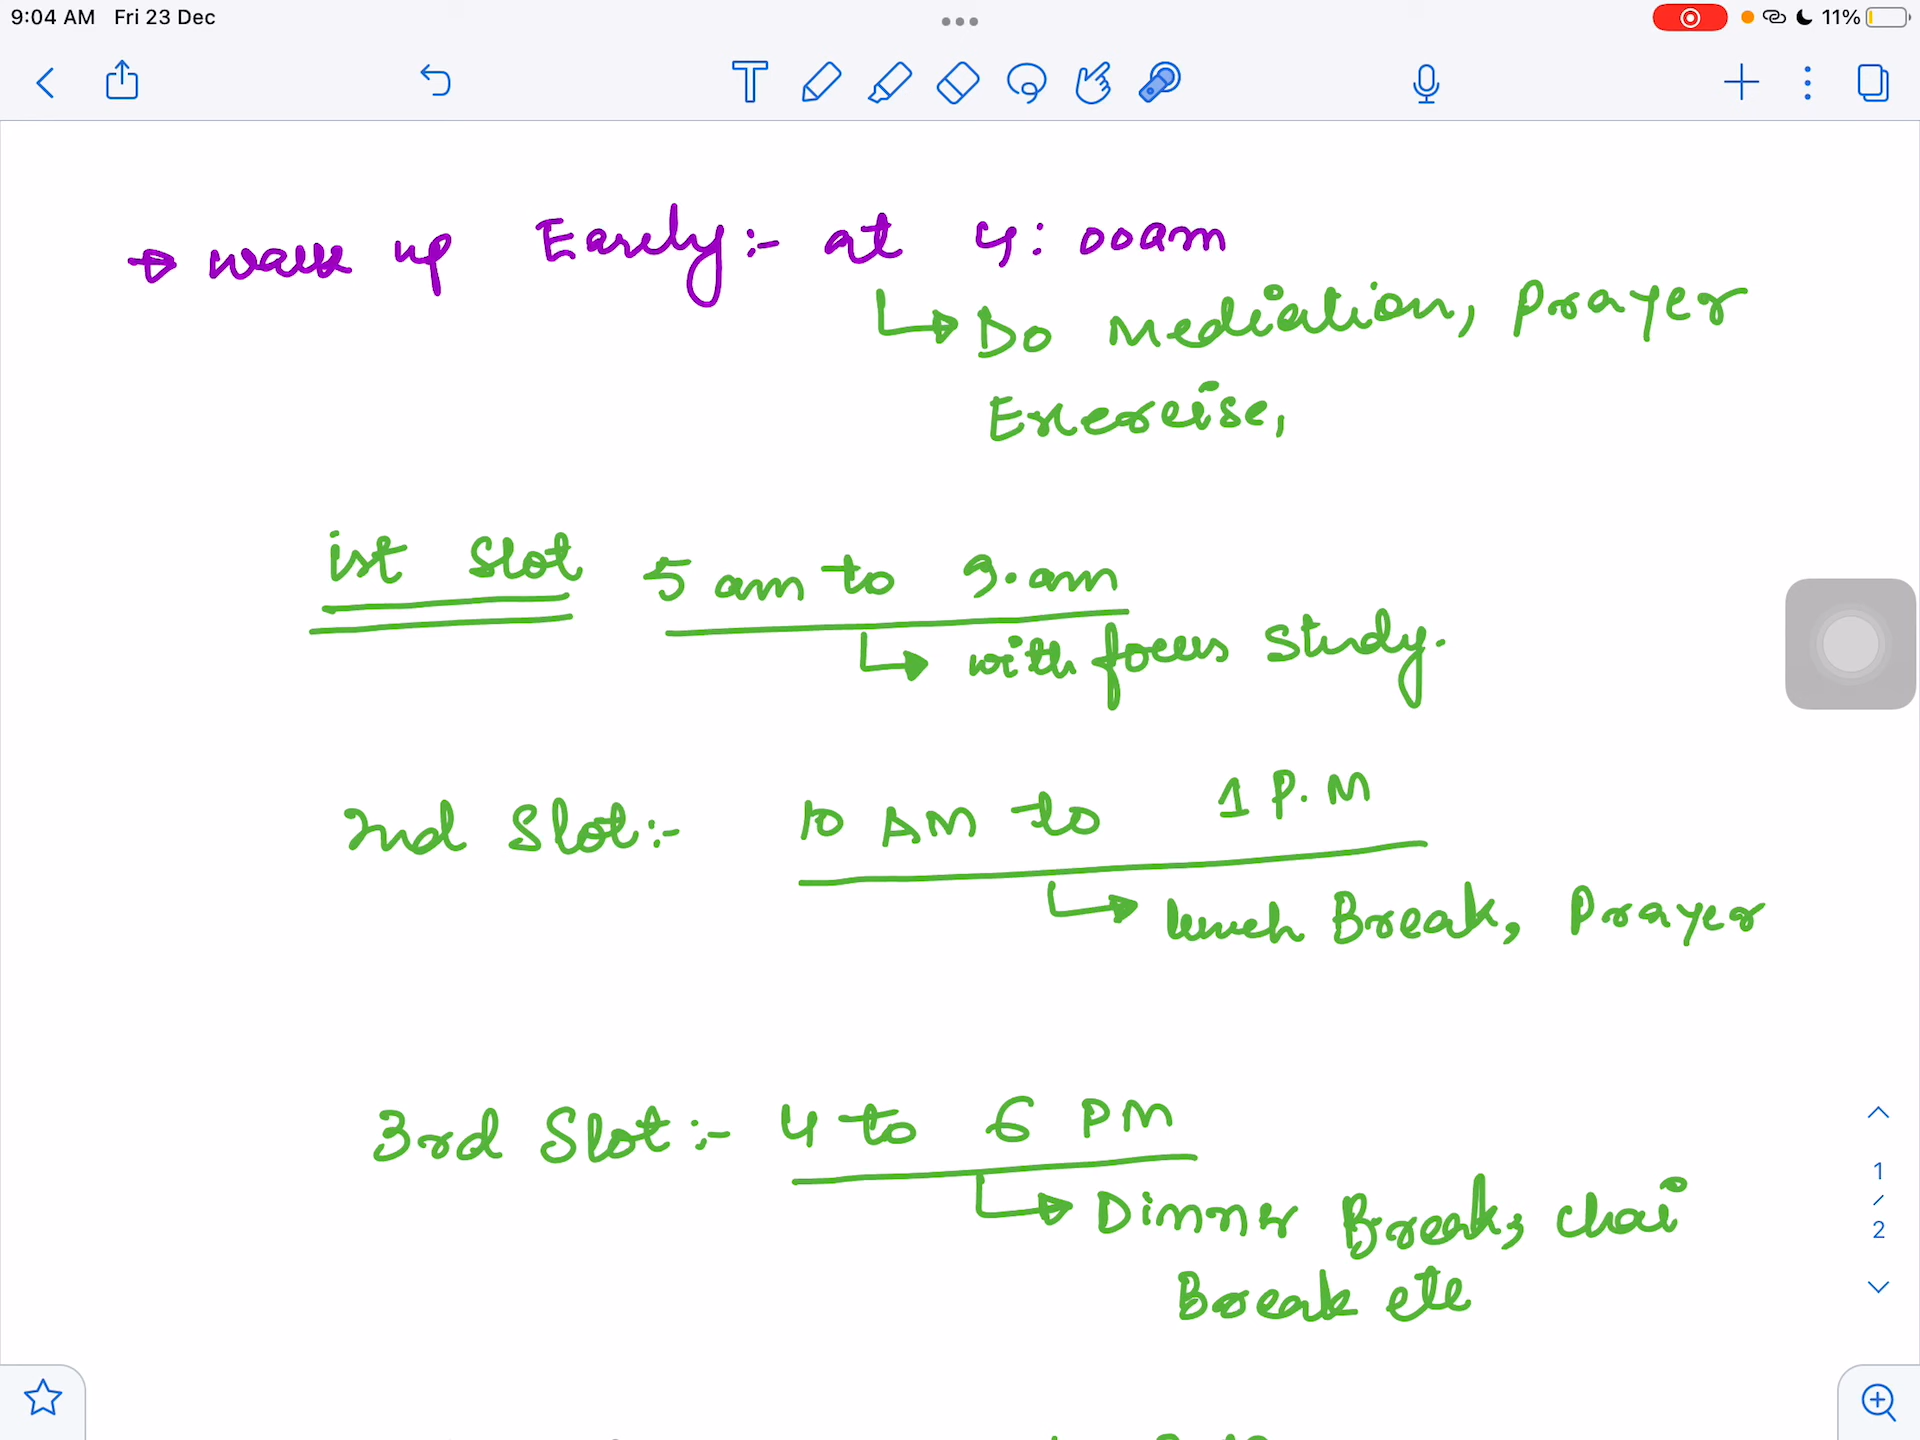 9:04 AM Fri 23 Dec
11%
→ wake up Early:- at 4:00am
Do Mediation, Prayer
Exercise,
ist Slot 5 am to 9.am
with focus study.
2nd Slot:- 10 AM to 1 P.M
lunch Break, Prayer
3rd Slot:- 4 to 6 PM
Dinner Break, chai
Break etc
1
/
2